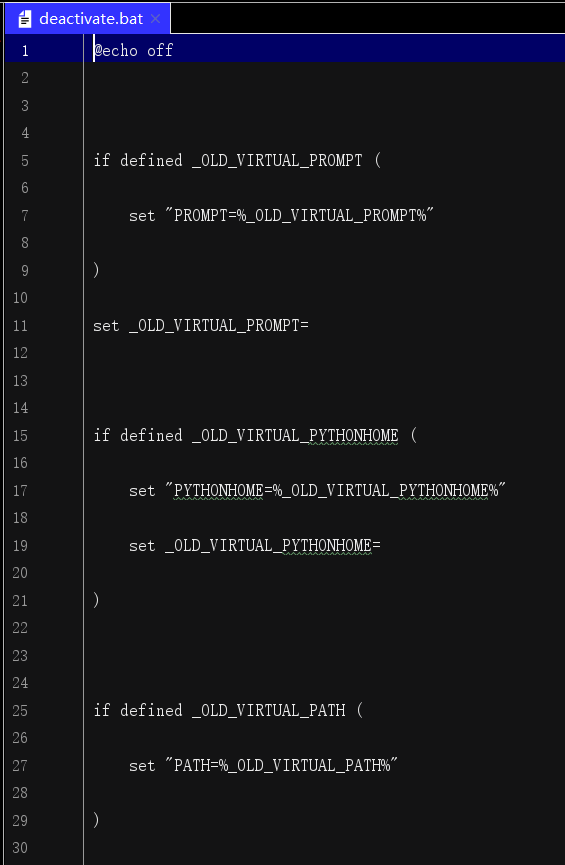 deactivate.bat
1 @echo off
2
3
4
5 if defined _OLD_VIRTUAL_PROMPT (
6
7 set "PROMPT=%_OLD_VIRTUAL_PROMPT%"
8
9 )
10
11 set _OLD_VIRTUAL_PROMPT=
12
13
14
15 if defined _OLD_VIRTUAL_PYTHONHOME (
16
17 set "PYTHONHOME=%_OLD_VIRTUAL_PYTHONHOME%"
18
19 set _OLD_VIRTUAL_PYTHONHOME=
20
21 )
22
23
24
25 if defined _OLD_VIRTUAL_PATH (
26
27 set "PATH=%_OLD_VIRTUAL_PATH%"
28
29 )
30